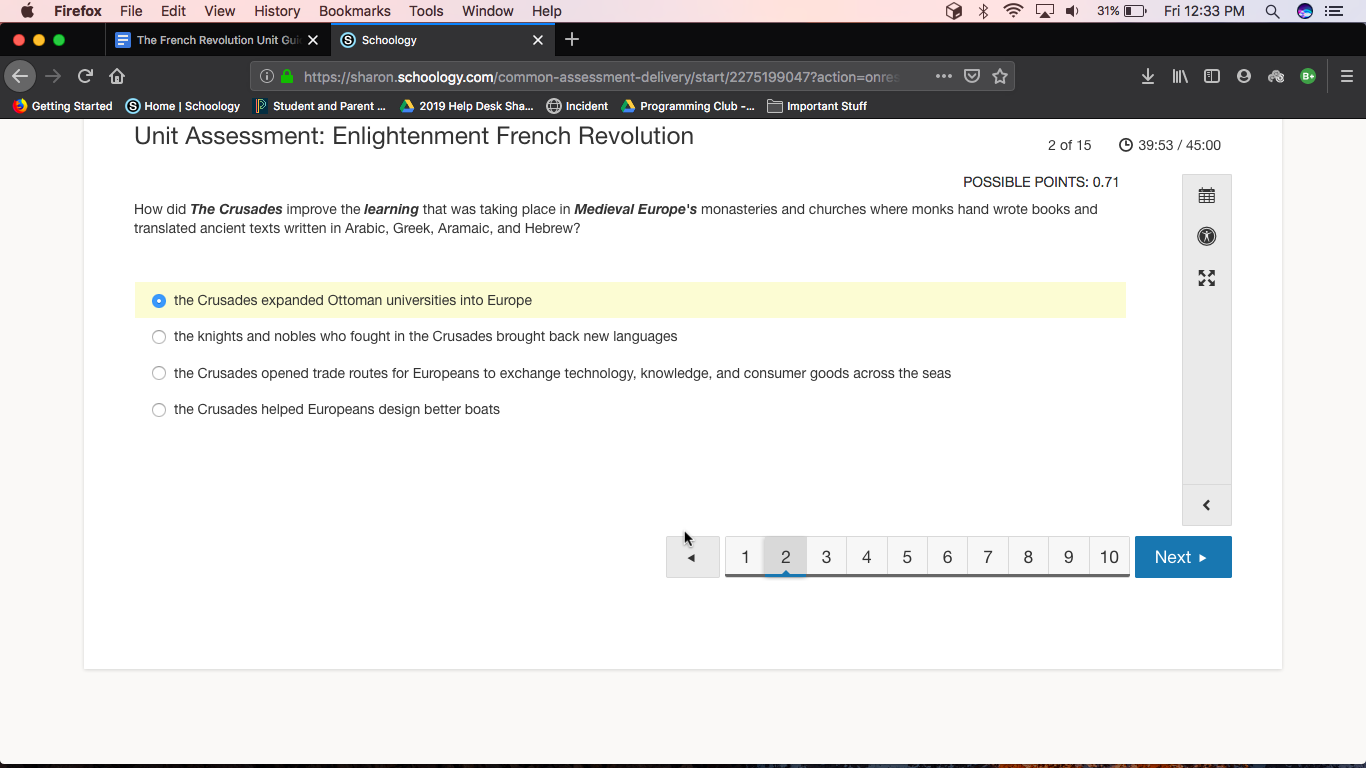 Firefox File Edit View History Bookmarks Tools Window Help 31% Fri 12:33 PM
The French Revolution Unit Gui
Schoology
https://sharon.schoology.com/common-assessment-delivery/start/2275199047?action=onres
Getting Started Home | Schoology Student and Parent ... 2019 Help Desk Sha... Incident Programming Club -... Important Stuff
Unit Assessment: Enlightenment French Revolution
2 of 15 39:53 / 45:00
POSSIBLE POINTS: 0.71
How did The Crusades improve the learning that was taking place in Medieval Europe's monasteries and churches where monks hand wrote books and
translated ancient texts written in Arabic, Greek, Aramaic, and Hebrew?
the Crusades expanded Ottoman universities into Europe
the knights and nobles who fought in the Crusades brought back new languages
the Crusades opened trade routes for Europeans to exchange technology, knowledge, and consumer goods across the seas
the Crusades helped Europeans design better boats
1 2 3 4 5 6 7 8 9 10 Next